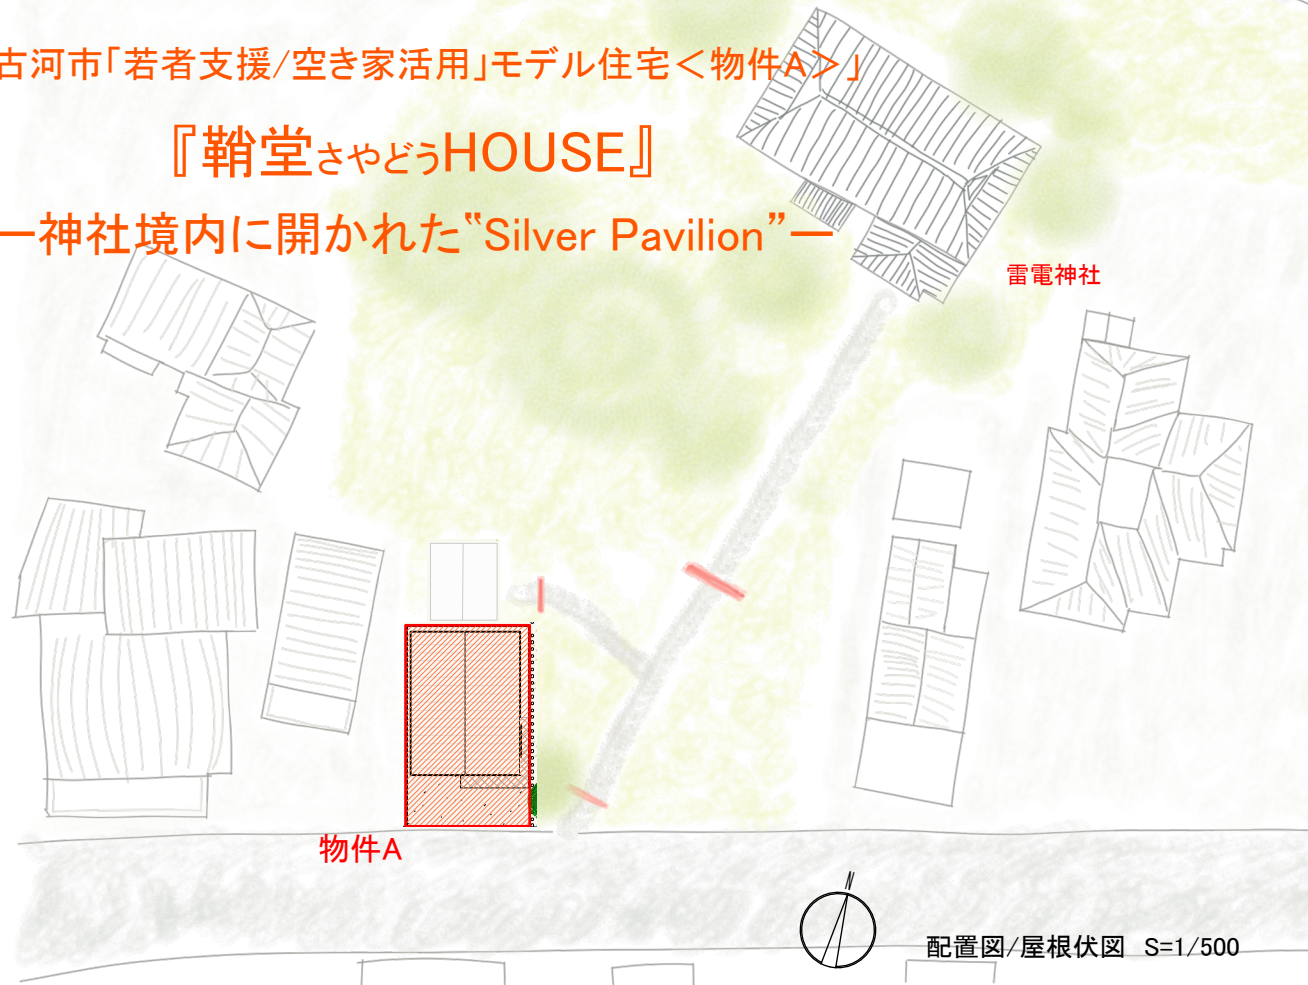 古河市「若者支援/空き家活用」モデル住宅＜物件A＞」
『鞘堂さやどうHOUSE』
ー神社境内に開かれた“Silver Pavilion”ー
雷電神社
物件A
N
配置図/屋根伏図 S=1/500